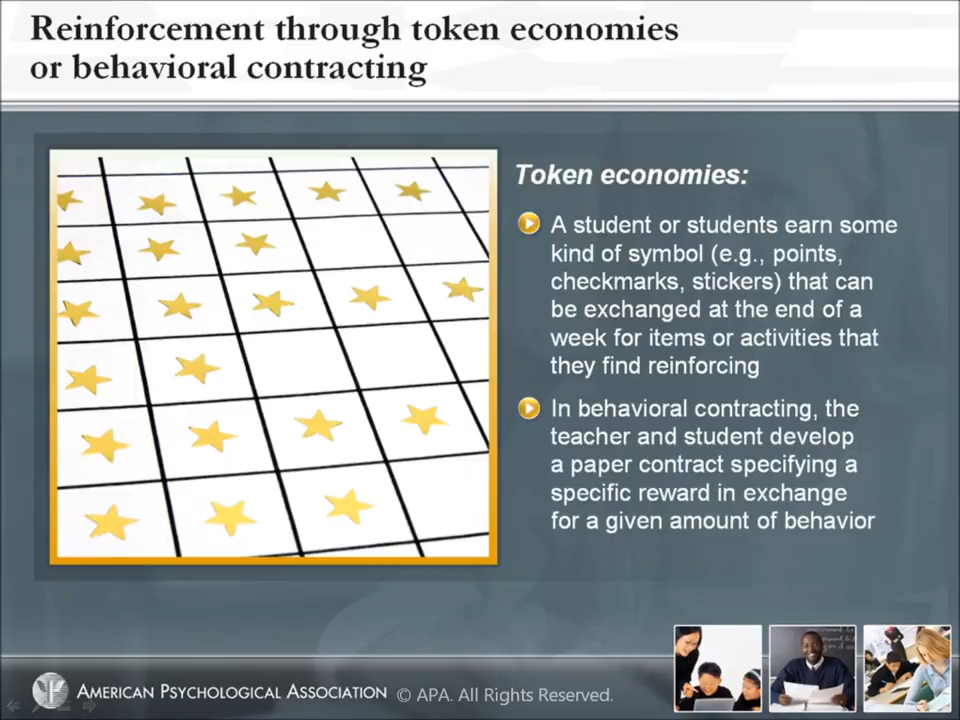 Reinforcement through token economies
or behavioral contracting
Token economies:
A student or students earn some
kind of symbol (e.g., points,
checkmarks, stickers) that can
be exchanged at the end of a
week for items or activities that
they find reinforcing
In behavioral contracting, the
teacher and student develop
a paper contract specifying a
specific reward in exchange
for a given amount of behavior
AMERICAN PSYCHOLOGICAL ASSOCIATION © APA. All Rights Reserved.